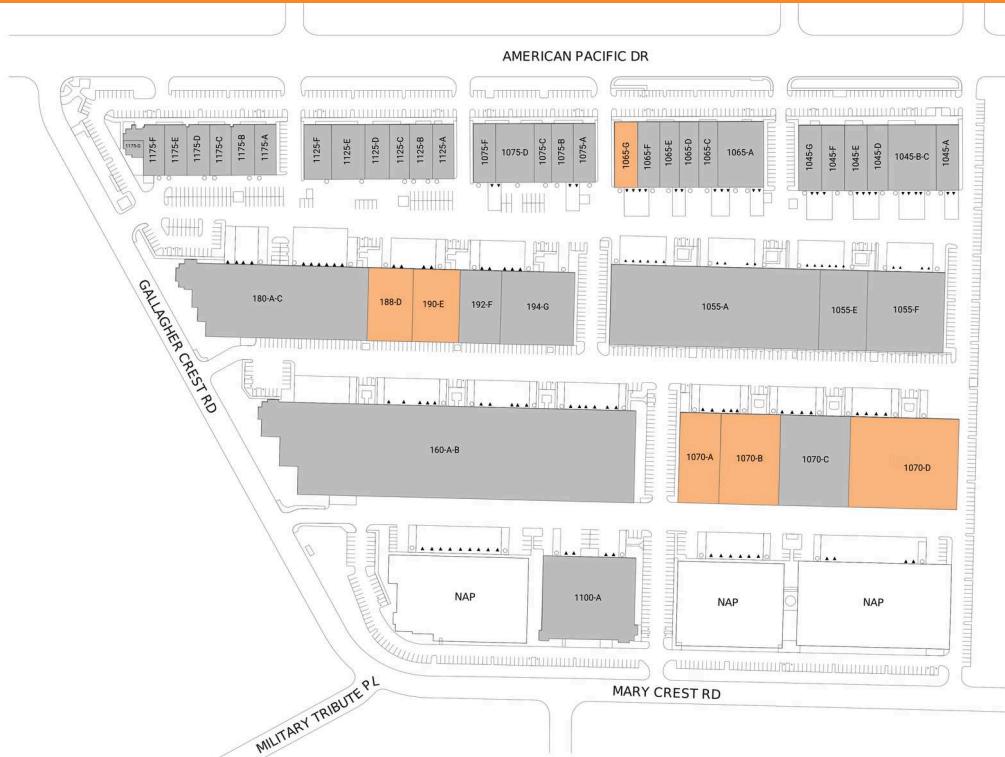 AMERICAN PACIFIC DR
1175-G
1175-F
1175-E
1175-D
1175-C
1175-B
1175-A
1125-F
1125-E
1125-D
1125-C
1125-B
1125-A
1075-F
1075-D
1075-C
1075-B
1075-A
1065-G
1065-F
1065-E
1065-D
1065-C
1065-A
1045-G
1045-F
1045-E
1045-D
1045-B-C
1045-A
180-A-C
188-D
190-E
192-F
194-G
1055-A
1055-E
1055-F
GALLAGHER CREST RD
160-A-B
1070-A
1070-B
1070-C
1070-D
NAP
1100-A
NAP
NAP
MARY CREST RD
MILITARY TRIBUTE PL